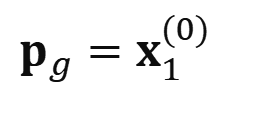 𝐩_g = 𝐱_1^(0)